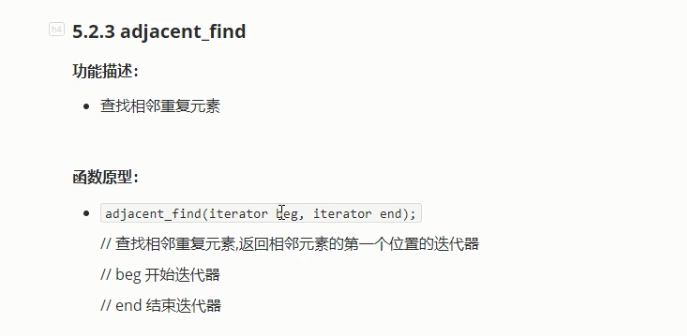 h4
5.2.3 adjacent_find
功能描述：
查找相邻重复元素
函数原型：
adjacent_find(iterator beg, iterator end);
// 查找相邻重复元素,返回相邻元素的第一个位置的迭代器
// beg 开始迭代器
// end 结束迭代器